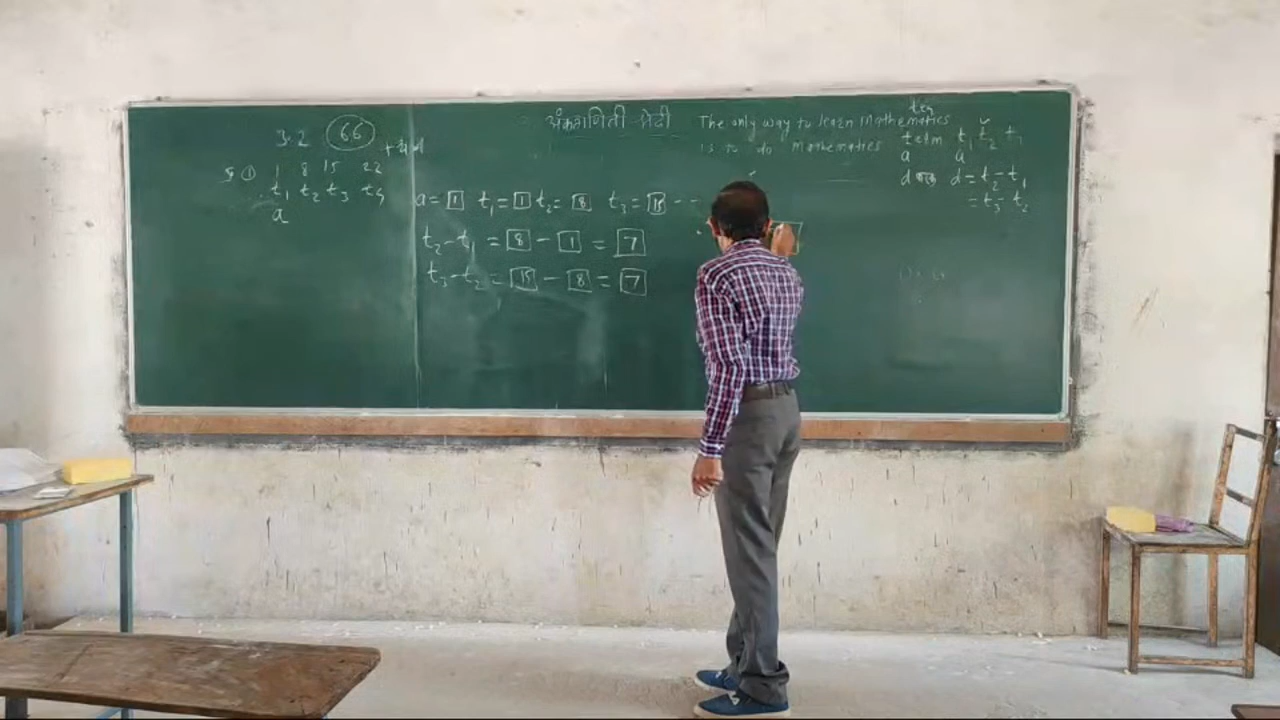 अंकगणिती श्रेढी
The only way to learn Mathematics
is to do Mathematics
3.2 66
① 1 8 15 22
t₁ t₂ t₃ t₄
a
a = 1 t₁ = 1 t₂ = 8 t₃ = 15 - -
t₂ - t₁ = 8 - 1 = 7
t₃ - t₂ = 15 - 8 = 7
term t₁ t₂ t₃
a a
d d = t₂ - t₁
= t₃ - t₂